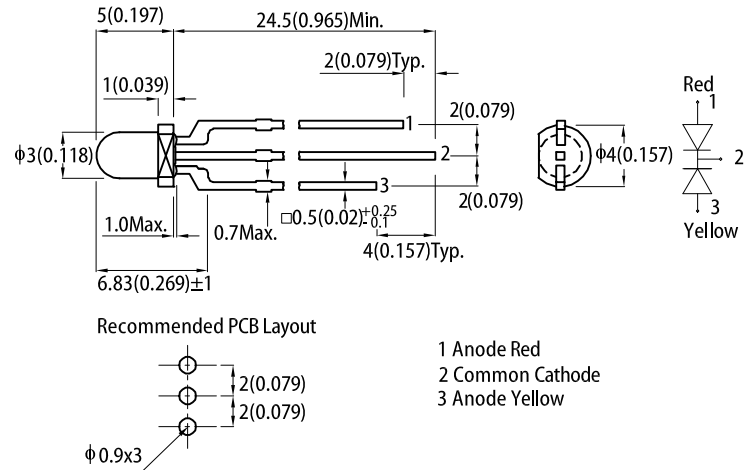 5(0.197)
24.5(0.965)Min.
2(0.079)Typ.
1(0.039)
1
2(0.079)
ϕ3(0.118)
2
3
2(0.079)
ϕ4(0.157)
Red
1
2
3
Yellow
1.0Max.
0.7Max.
□0.5(0.02)+0.25 -0.1
4(0.157)Typ.
6.83(0.269)±1
Recommended PCB Layout
2(0.079)
2(0.079)
ϕ0.9x3
1 Anode Red
2 Common Cathode
3 Anode Yellow